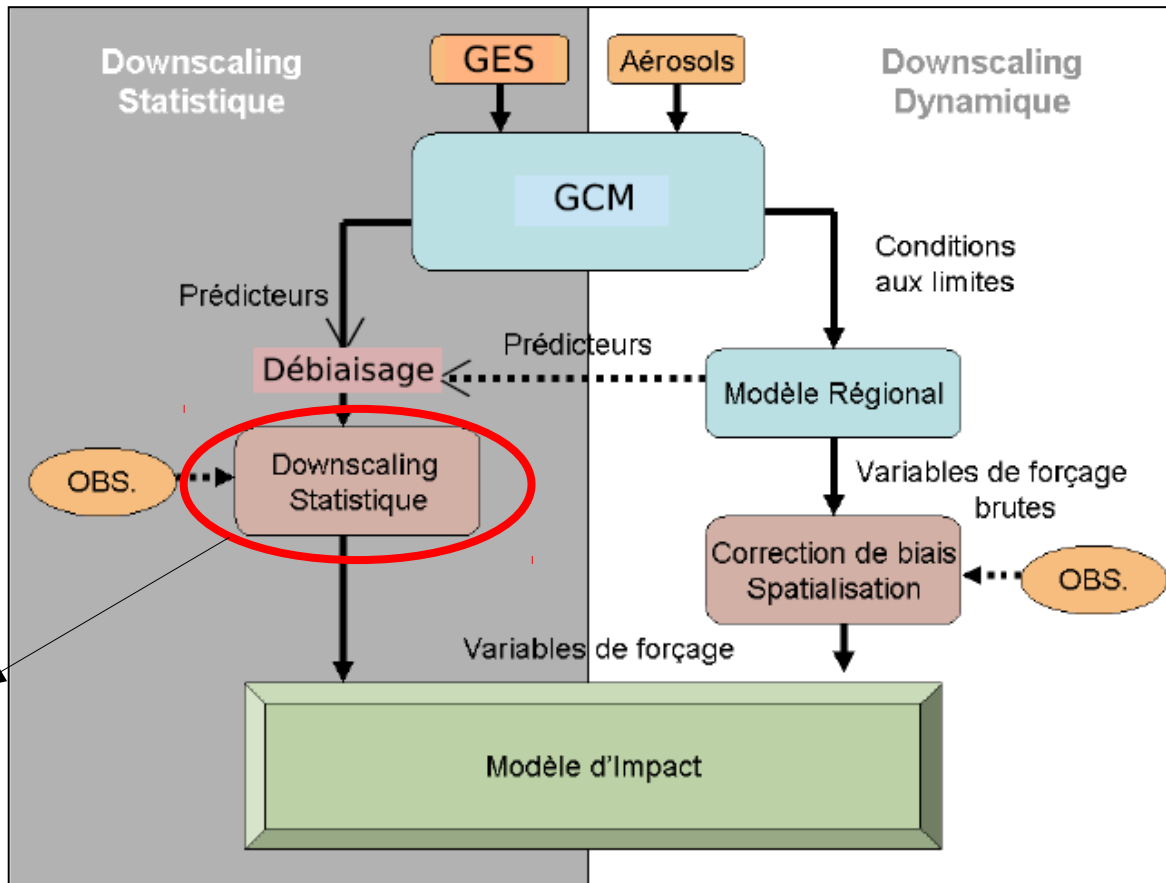 Downscaling
Statistique
GES
Aérosols
Downscaling
Dynamique
GCM
Conditions
aux limites
Prédicteurs
Prédicteurs
Débiaisage
Modèle Régional
Downscaling
Statistique
OBS.
Variables de forçage
brutes
Correction de biais
Spatialisation
OBS.
Variables de forçage
Modèle d'Impact